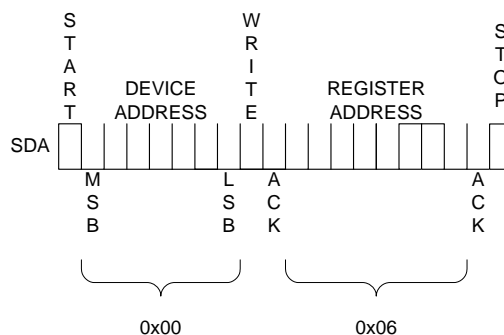 START
WRITE
STOP
DEVICE
ADDRESS
REGISTER
ADDRESS
SDA
MSB
LSB
ACK
ACK
0x00
0x06